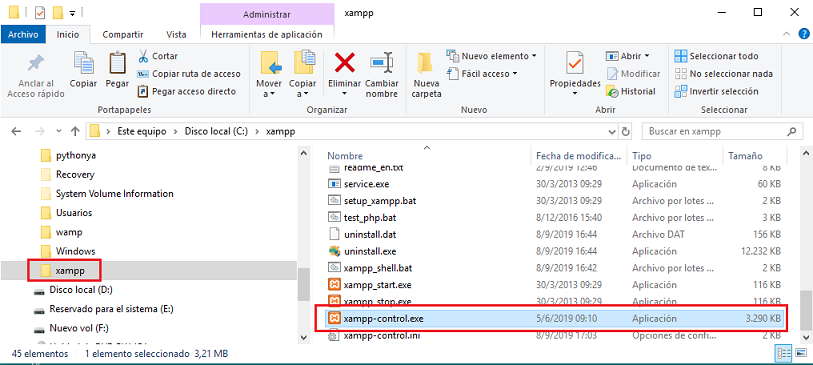 Administrar xampp
Archivo Inicio Compartir Vista Herramientas de aplicación
Anclar al Acceso rápido
Copiar
Pegar
Cortar
Copiar ruta de acceso
Pegar acceso directo
Portapapeles
Mover a
Copiar a
Eliminar
Cambiar nombre
Organizar
Nueva carpeta
Nuevo elemento
Fácil acceso
Nuevo
Propiedades
Abrir
Modificar
Historial
Abrir
Seleccionar todo
No seleccionar nada
Invertir selección
Seleccionar
Este equipo > Disco local (C:) > xampp
Buscar en xampp
pythonya
Recovery
System Volume Information
Usuarios
wamp
Windows
xampp
Disco local (D:)
Reservado para el sistema (E:)
Nuevo vol (F:)
Nombre Fecha de modifica... Tipo Tamaño
readme_en.txt 2/9/2019 12:46 Documento de tex... 8 KB
service.exe 30/3/2013 09:29 Aplicación 60 KB
setup_xampp.bat 30/3/2013 09:29 Archivo por lotes ... 2 KB
test_php.bat 8/12/2016 15:40 Archivo por lotes ... 3 KB
uninstall.dat 8/9/2019 16:44 Archivo DAT 156 KB
uninstall.exe 8/9/2019 16:44 Aplicación 12.232 KB
xampp_shell.bat 8/9/2019 16:42 Archivo por lotes ... 2 KB
xampp_start.exe 30/3/2013 09:29 Aplicación 116 KB
xampp_stop.exe 30/3/2013 09:29 Aplicación 116 KB
xampp-control.exe 5/6/2019 09:10 Aplicación 3.290 KB
xampp-control.ini 8/9/2019 17:03 Opciones de confi... 2 KB
45 elementos 1 elemento seleccionado 3,21 MB